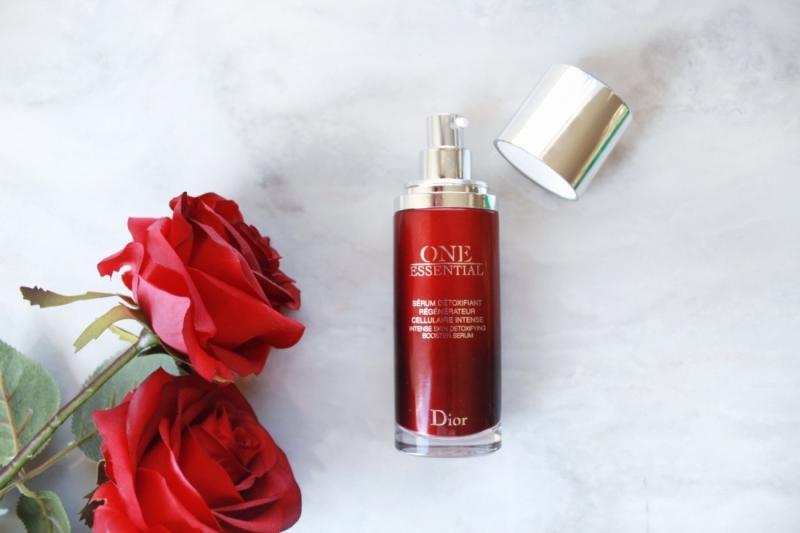 ONE
ESSENTIAL
SÉRUM DÉTOXIFIANT
RÉGÉNÉRATEUR
CELLULAIRE INTENSE
INTENSE SKIN DETOXIFYING
BOOSTER SERUM
Dior